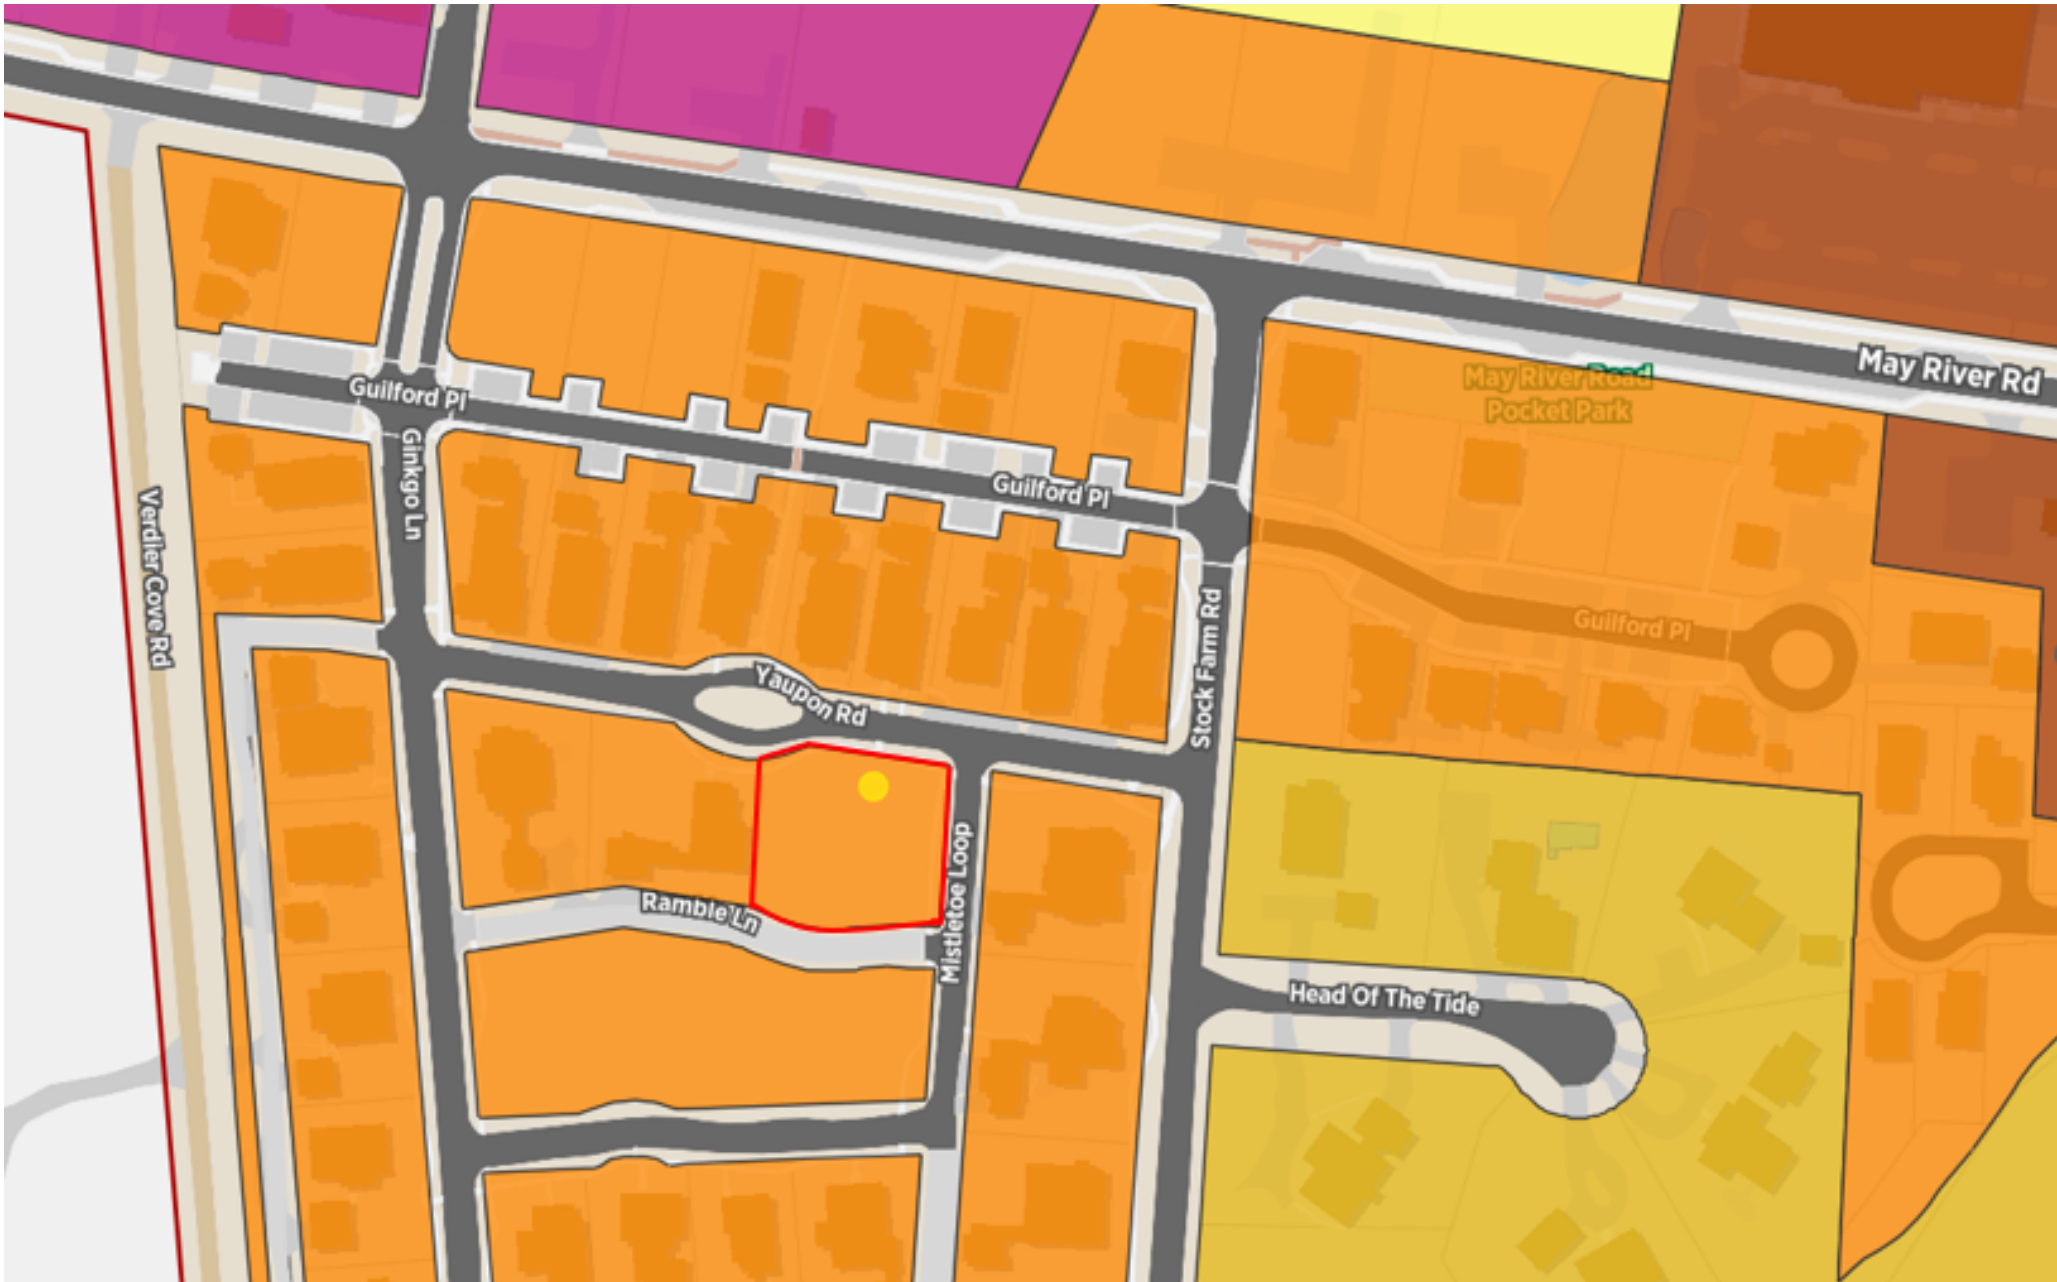 May River Rd
May River Road
Pocket Park
Guilford Pl
Ginkgo Ln
Guilford Pl
Verdier Cove Rd
Guilford Pl
Stock Farm Rd
Yaupon Rd
Ramble Ln
Mistletoe Loop
Head Of The Tide